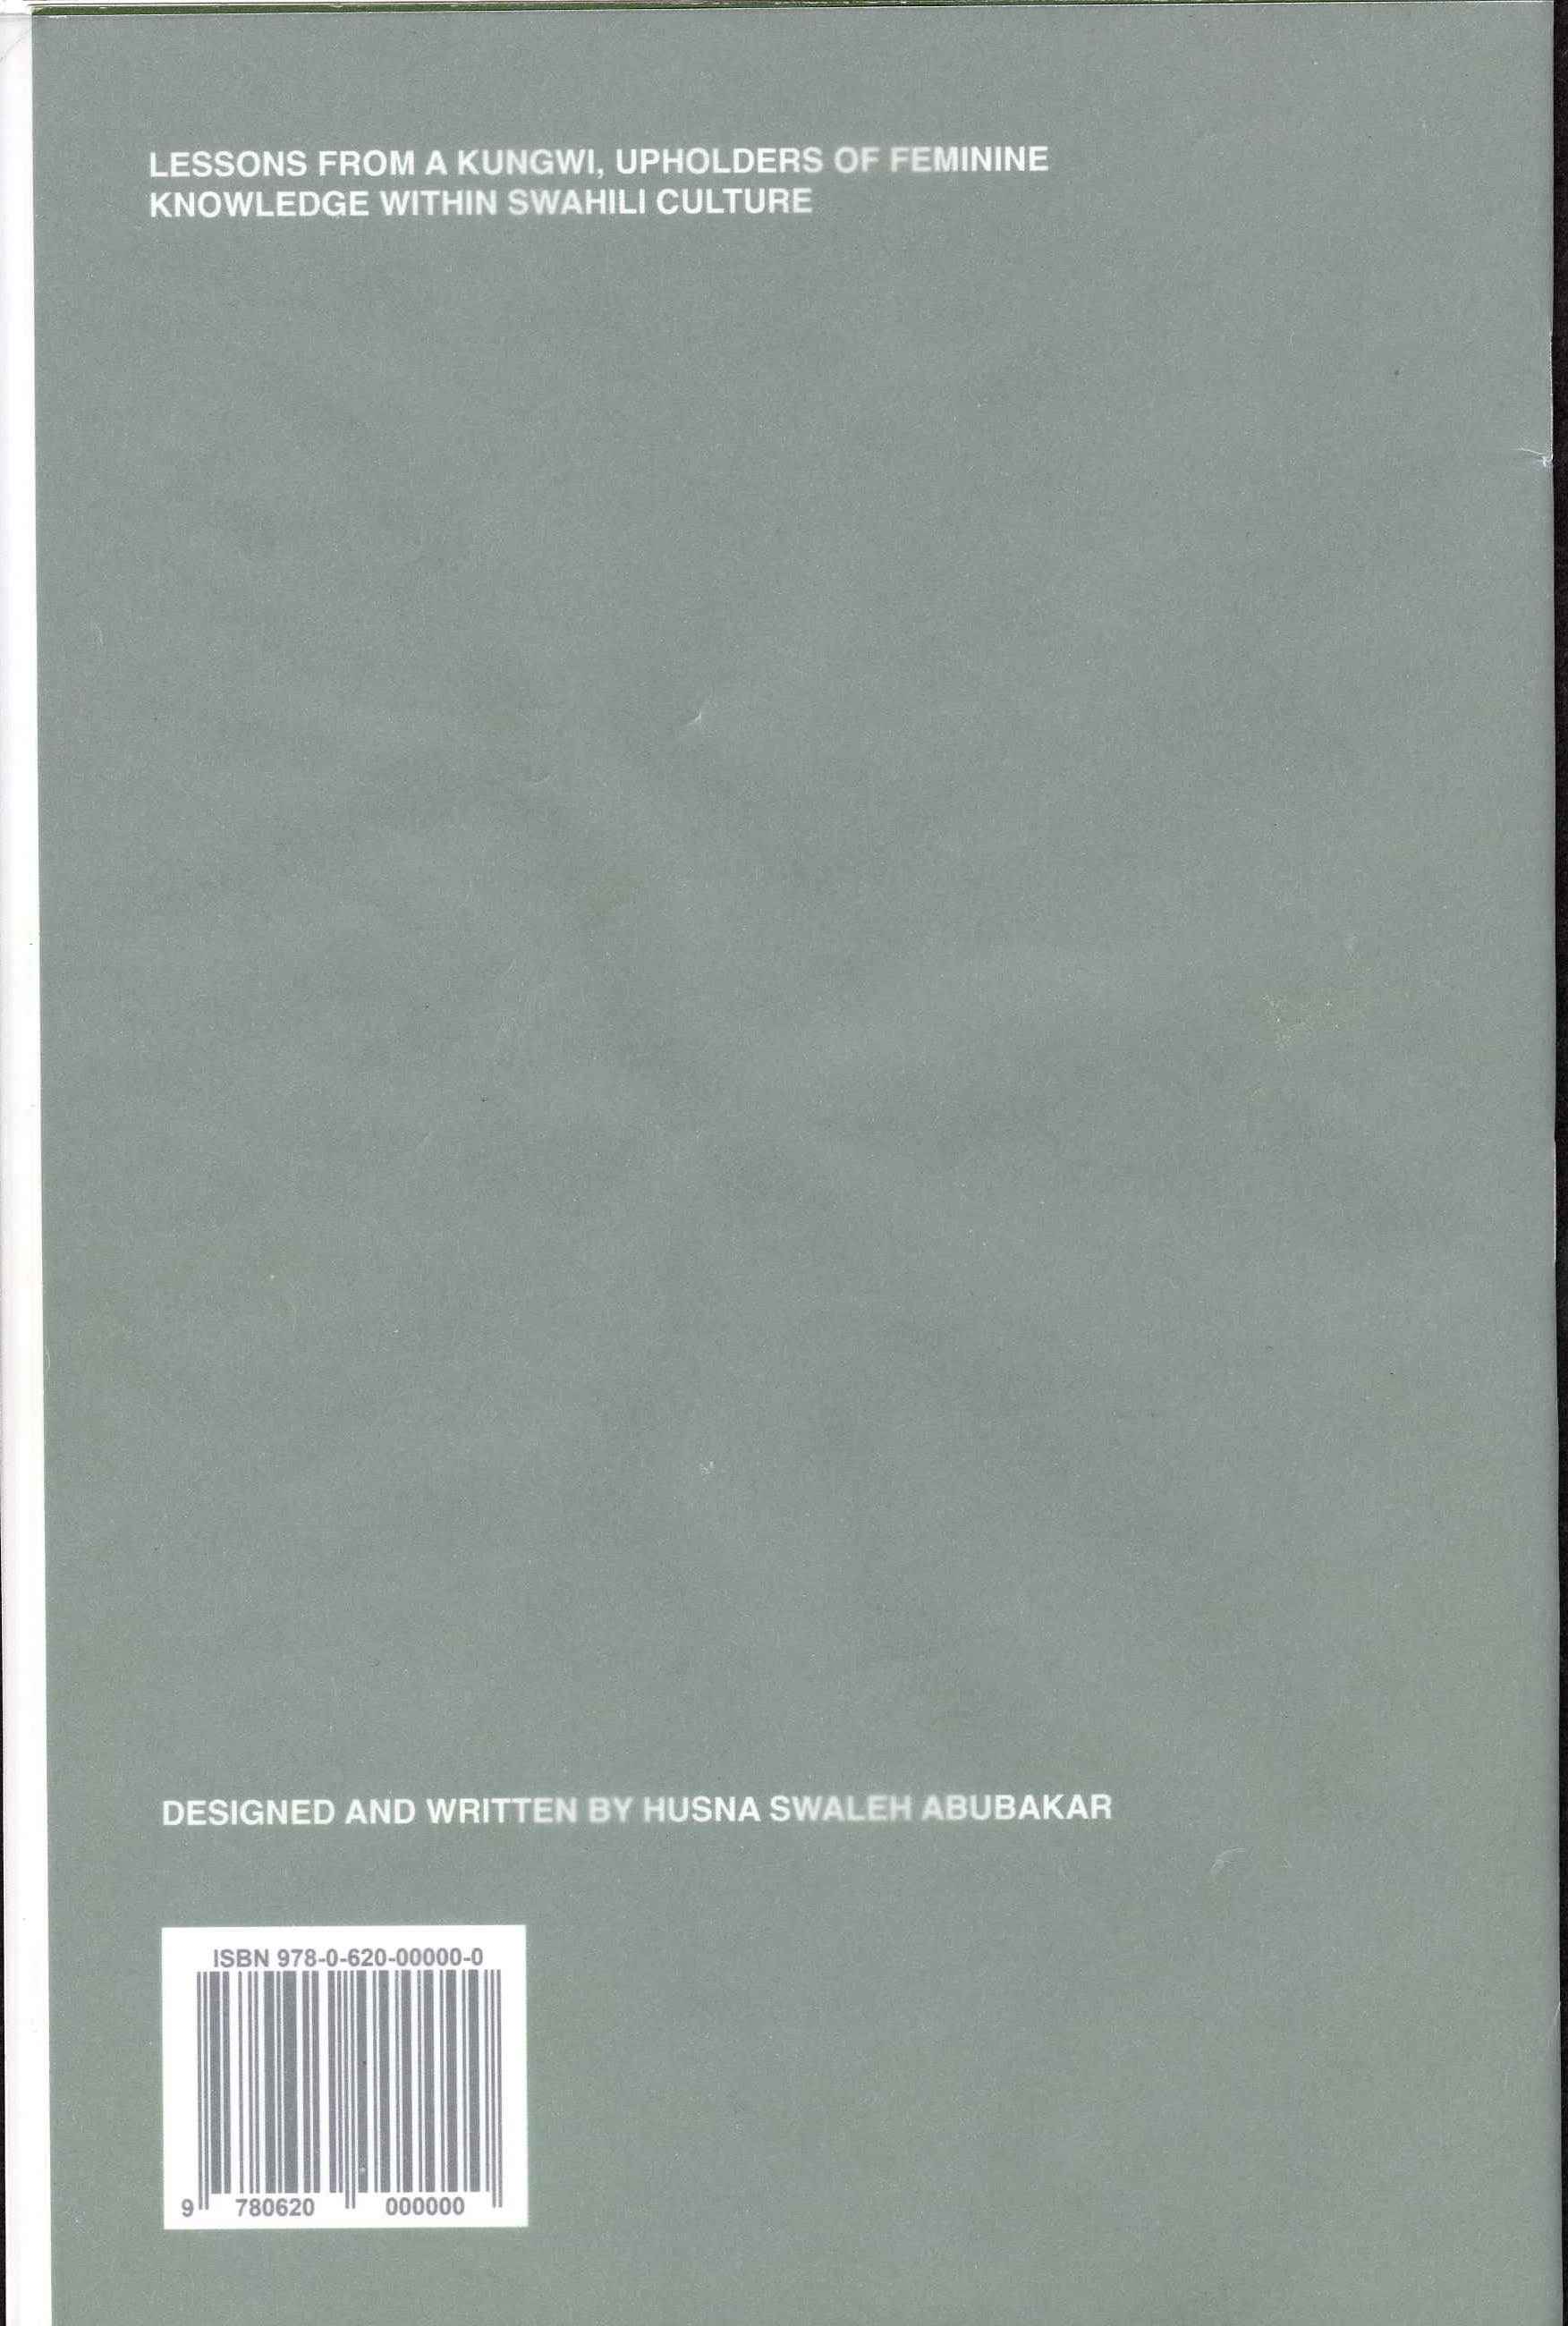 LESSONS FROM A KUNGWI, UPHOLDERS OF FEMININE
KNOWLEDGE WITHIN SWAHILI CULTURE
DESIGNED AND WRITTEN BY HUSNA SWALEH ABUBAKAR
ISBN 978-0-620-00000-0
9 780620 000000